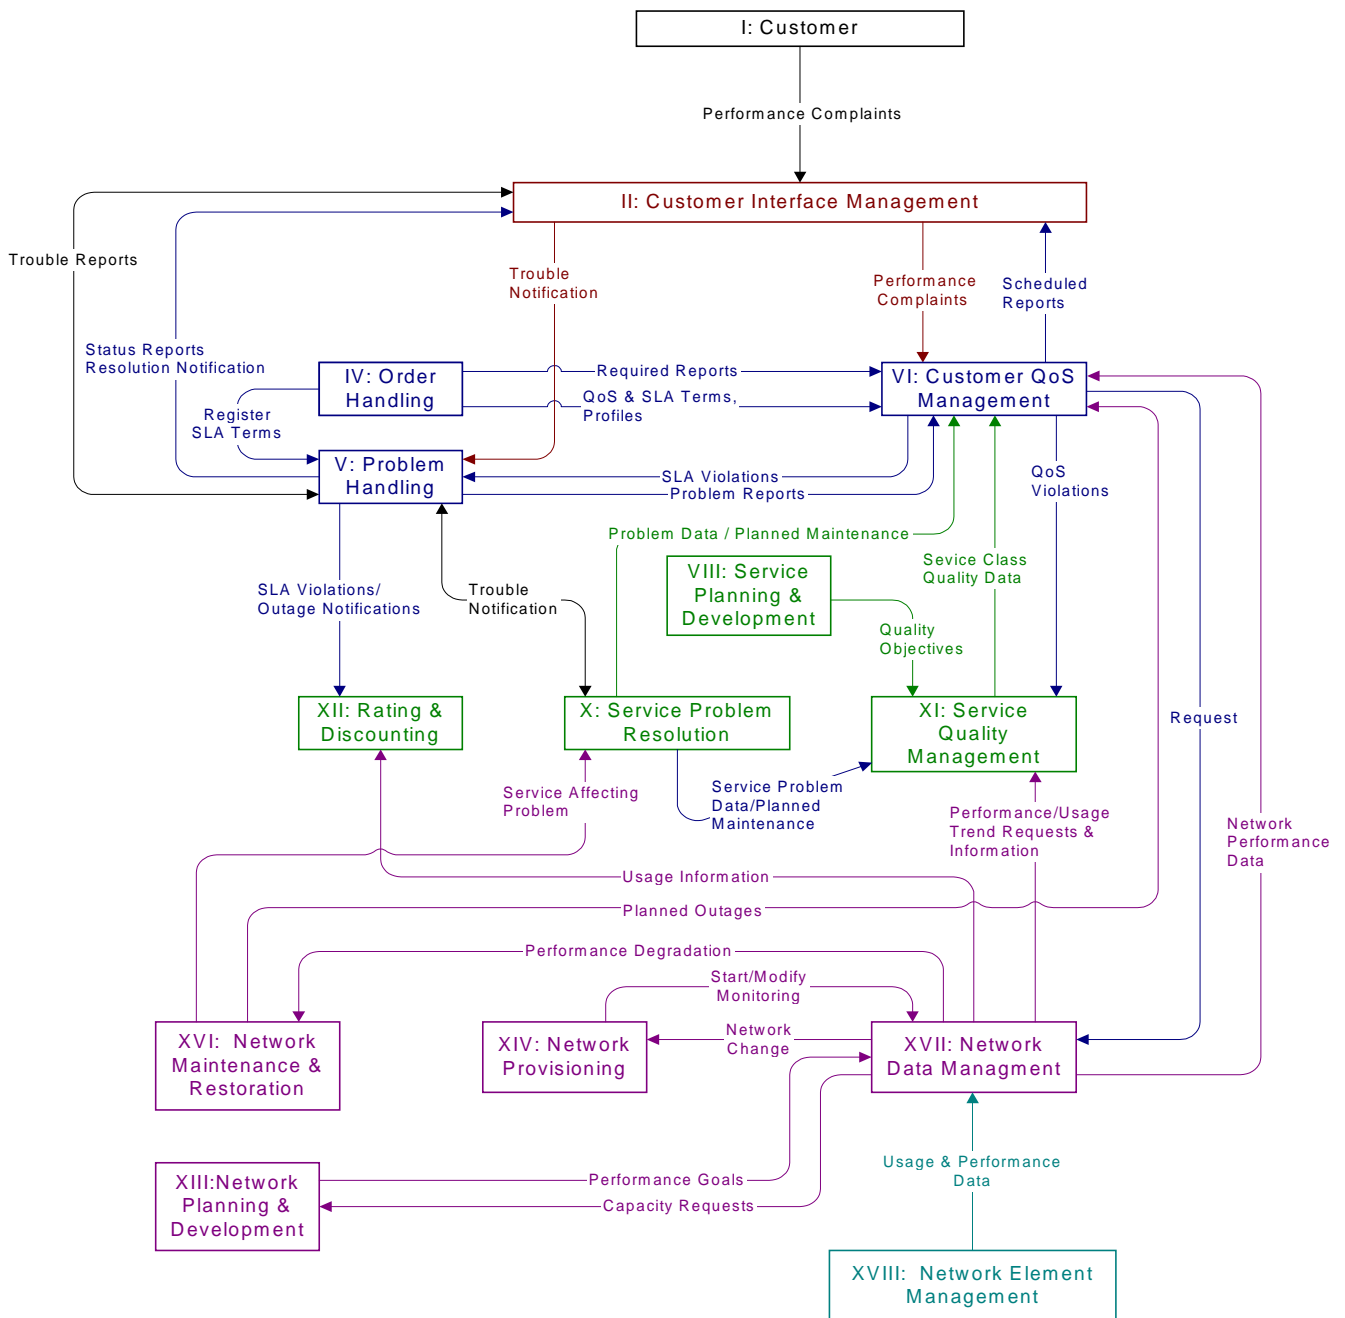 I: Customer
Performance Complaints
II: Customer Interface Management
Trouble Reports
Trouble
Notification
Performance
Complaints
Scheduled
Reports
Status Reports
Resolution Notification
IV: Order
Handling
Required Reports
QoS & SLA Terms,
Profiles
VI: Customer QoS
Management
Register
SLA Terms
V: Problem
Handling
SLA Violations
Problem Reports
QoS
Violations
Problem Data / Planned Maintenance
Sevice Class
Quality Data
VIII: Service
Planning &
Development
SLA Violations/
Outage Notifications
Trouble
Notification
Quality
Objectives
XII: Rating &
Discounting
X: Service Problem
Resolution
XI: Service
Quality
Management
Request
Service Affecting
Problem
Service Problem
Data/Planned
Maintenance
Performance/Usage
Trend Requests &
Information
Network
Performance
Data
Usage Information
Planned Outages
Performance Degradation
Start/Modify
Monitoring
XVI: Network
Maintenance &
Restoration
XIV: Network
Provisioning
Network
Change
XVII: Network
Data Managment
XIII:Network
Planning &
Development
Performance Goals
Capacity Requests
Usage & Performance
Data
XVIII: Network Element
Management